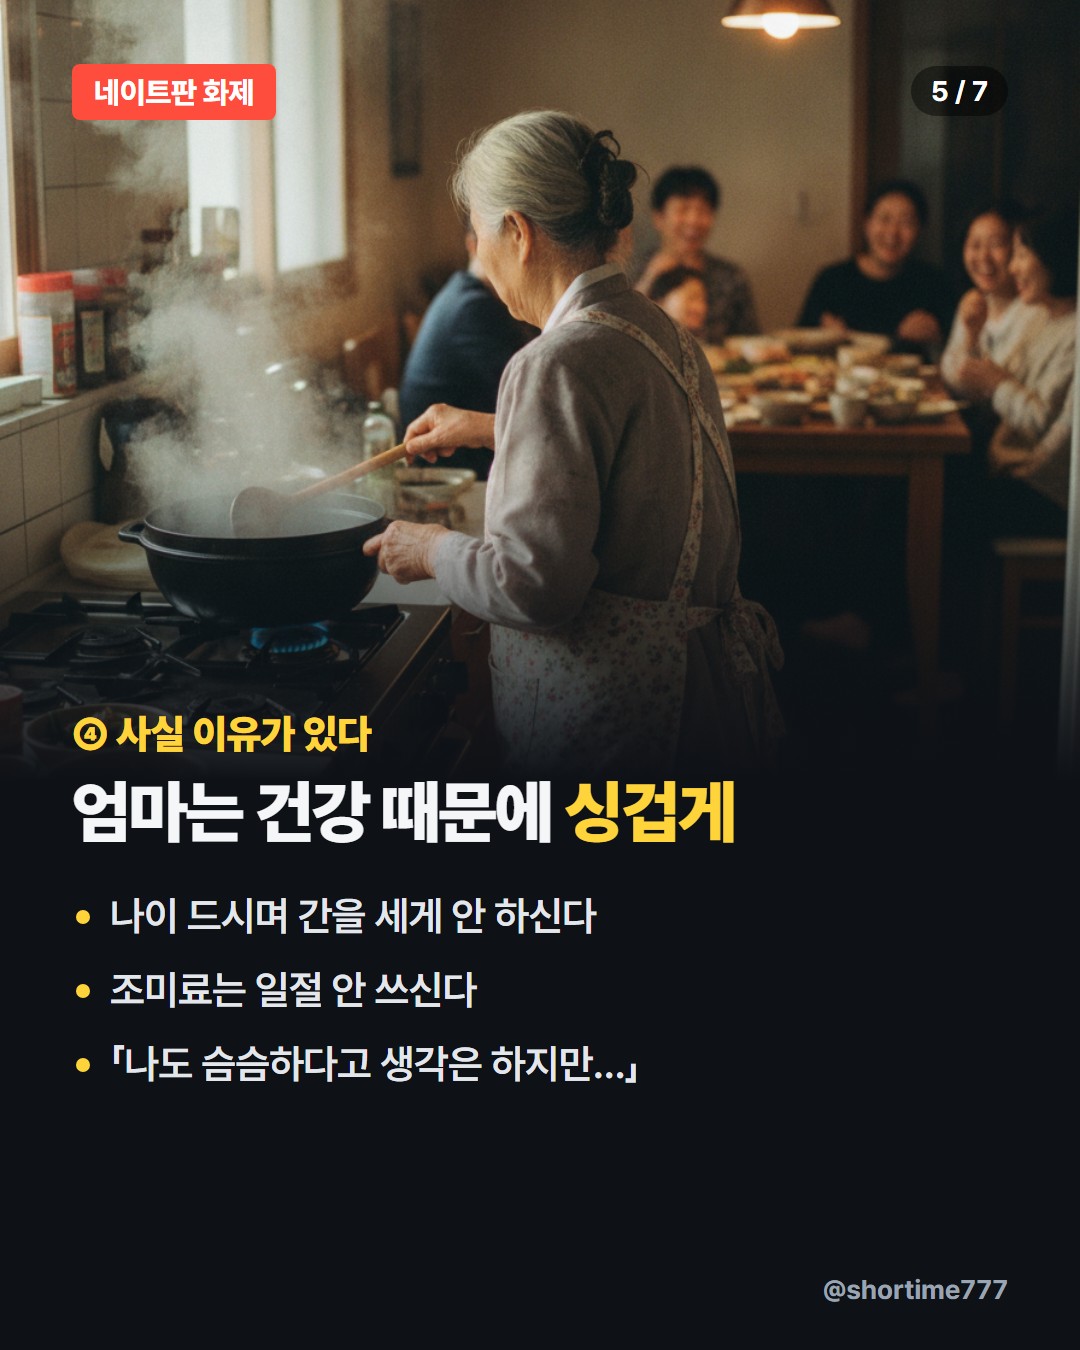 네이트판 화제
5 / 7
④ 사실 이유가 있다
엄마는 건강 때문에 싱겁게
• 나이 드시며 간을 세게 안 하신다
• 조미료는 일절 안 쓰신다
• 「나도 슴슴하다고 생각은 하지만...」
@shortime777